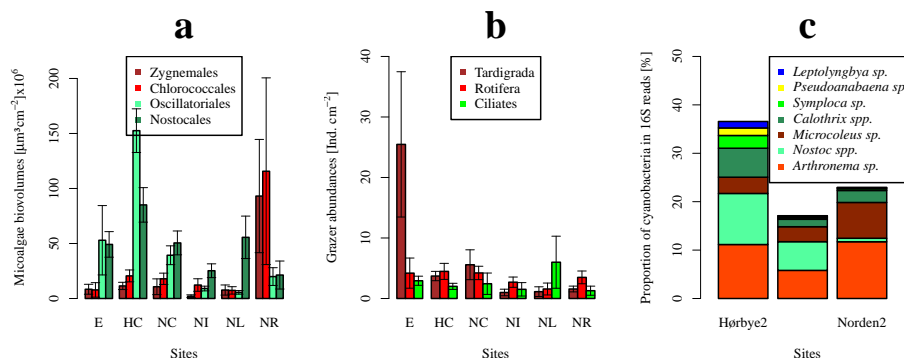 a
Micoalgae biovolumes [µm³cm⁻²]x10⁶
200
150
100
50
0
Zygnemales
Chlorococcales
Oscillatoriales
Nostocales
E HC NC NI NL NR
Sites
b
Grazer abundances [Ind. cm⁻²]
40
30
20
10
0
Tardigrada
Rotifera
Ciliates
E HC NC NI NL NR
Sites
c
Proportion of cyanobacteria in 16S reads [%]
50
40
30
20
10
0
Leptolyngbya sp.
Pseudoanabaena sp
Symploca sp.
Calothrix spp.
Microcoleus sp.
Nostoc spp.
Arthronema sp.
Hørbye2 Norden2
Sites